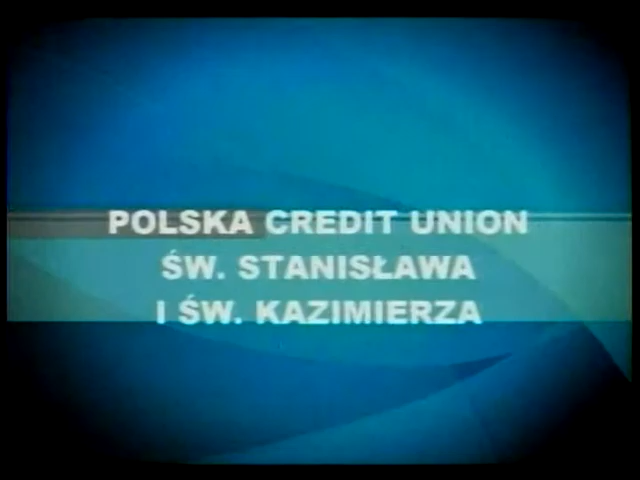 POLSKA CREDIT UNION
ŚW. STANISŁAWA
I ŚW. KAZIMIERZA